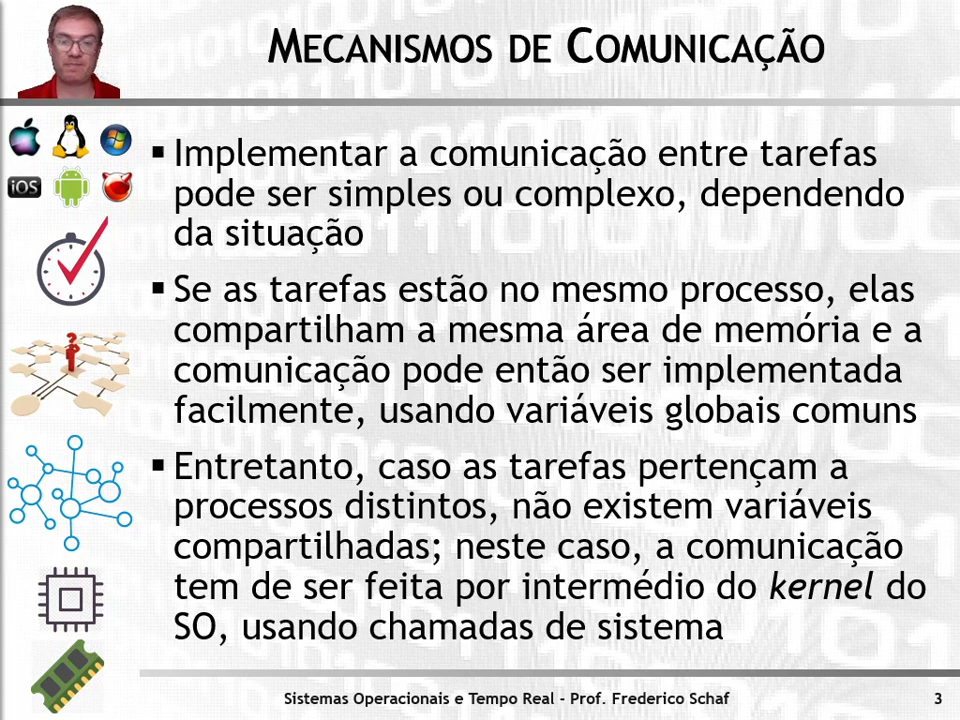 MECANISMOS DE COMUNICAÇÃO
iOS
▪ Implementar a comunicação entre tarefas
pode ser simples ou complexo, dependendo
da situação
▪ Se as tarefas estão no mesmo processo, elas
compartilham a mesma área de memória e a
comunicação pode então ser implementada
facilmente, usando variáveis globais comuns
▪ Entretanto, caso as tarefas pertençam a
processos distintos, não existem variáveis
compartilhadas; neste caso, a comunicação
tem de ser feita por intermédio do kernel do
SO, usando chamadas de sistema
Sistemas Operacionais e Tempo Real - Prof. Frederico Schaf 3